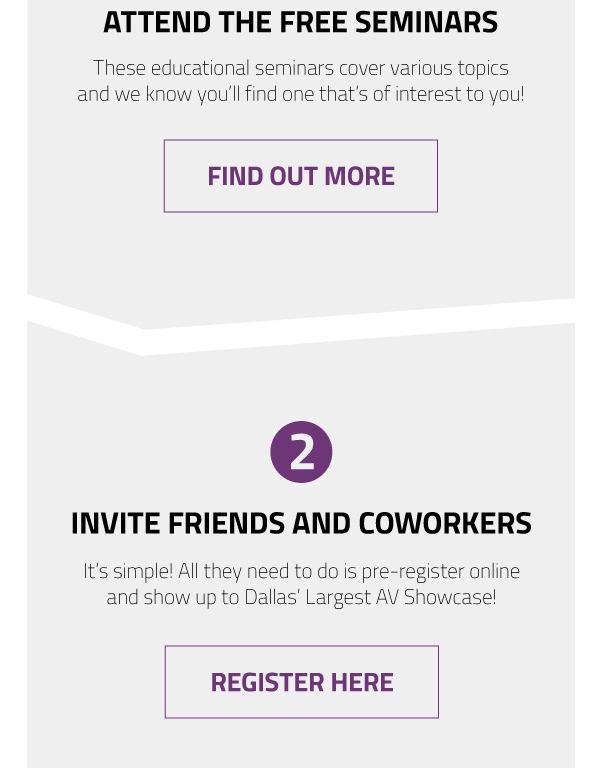 ATTEND THE FREE SEMINARS
These educational seminars cover various topics
and we know you'll find one that's of interest to you!
FIND OUT MORE
2
INVITE FRIENDS AND COWORKERS
It's simple! All they need to do is pre-register online
and show up to Dallas' Largest AV Showcase!
REGISTER HERE